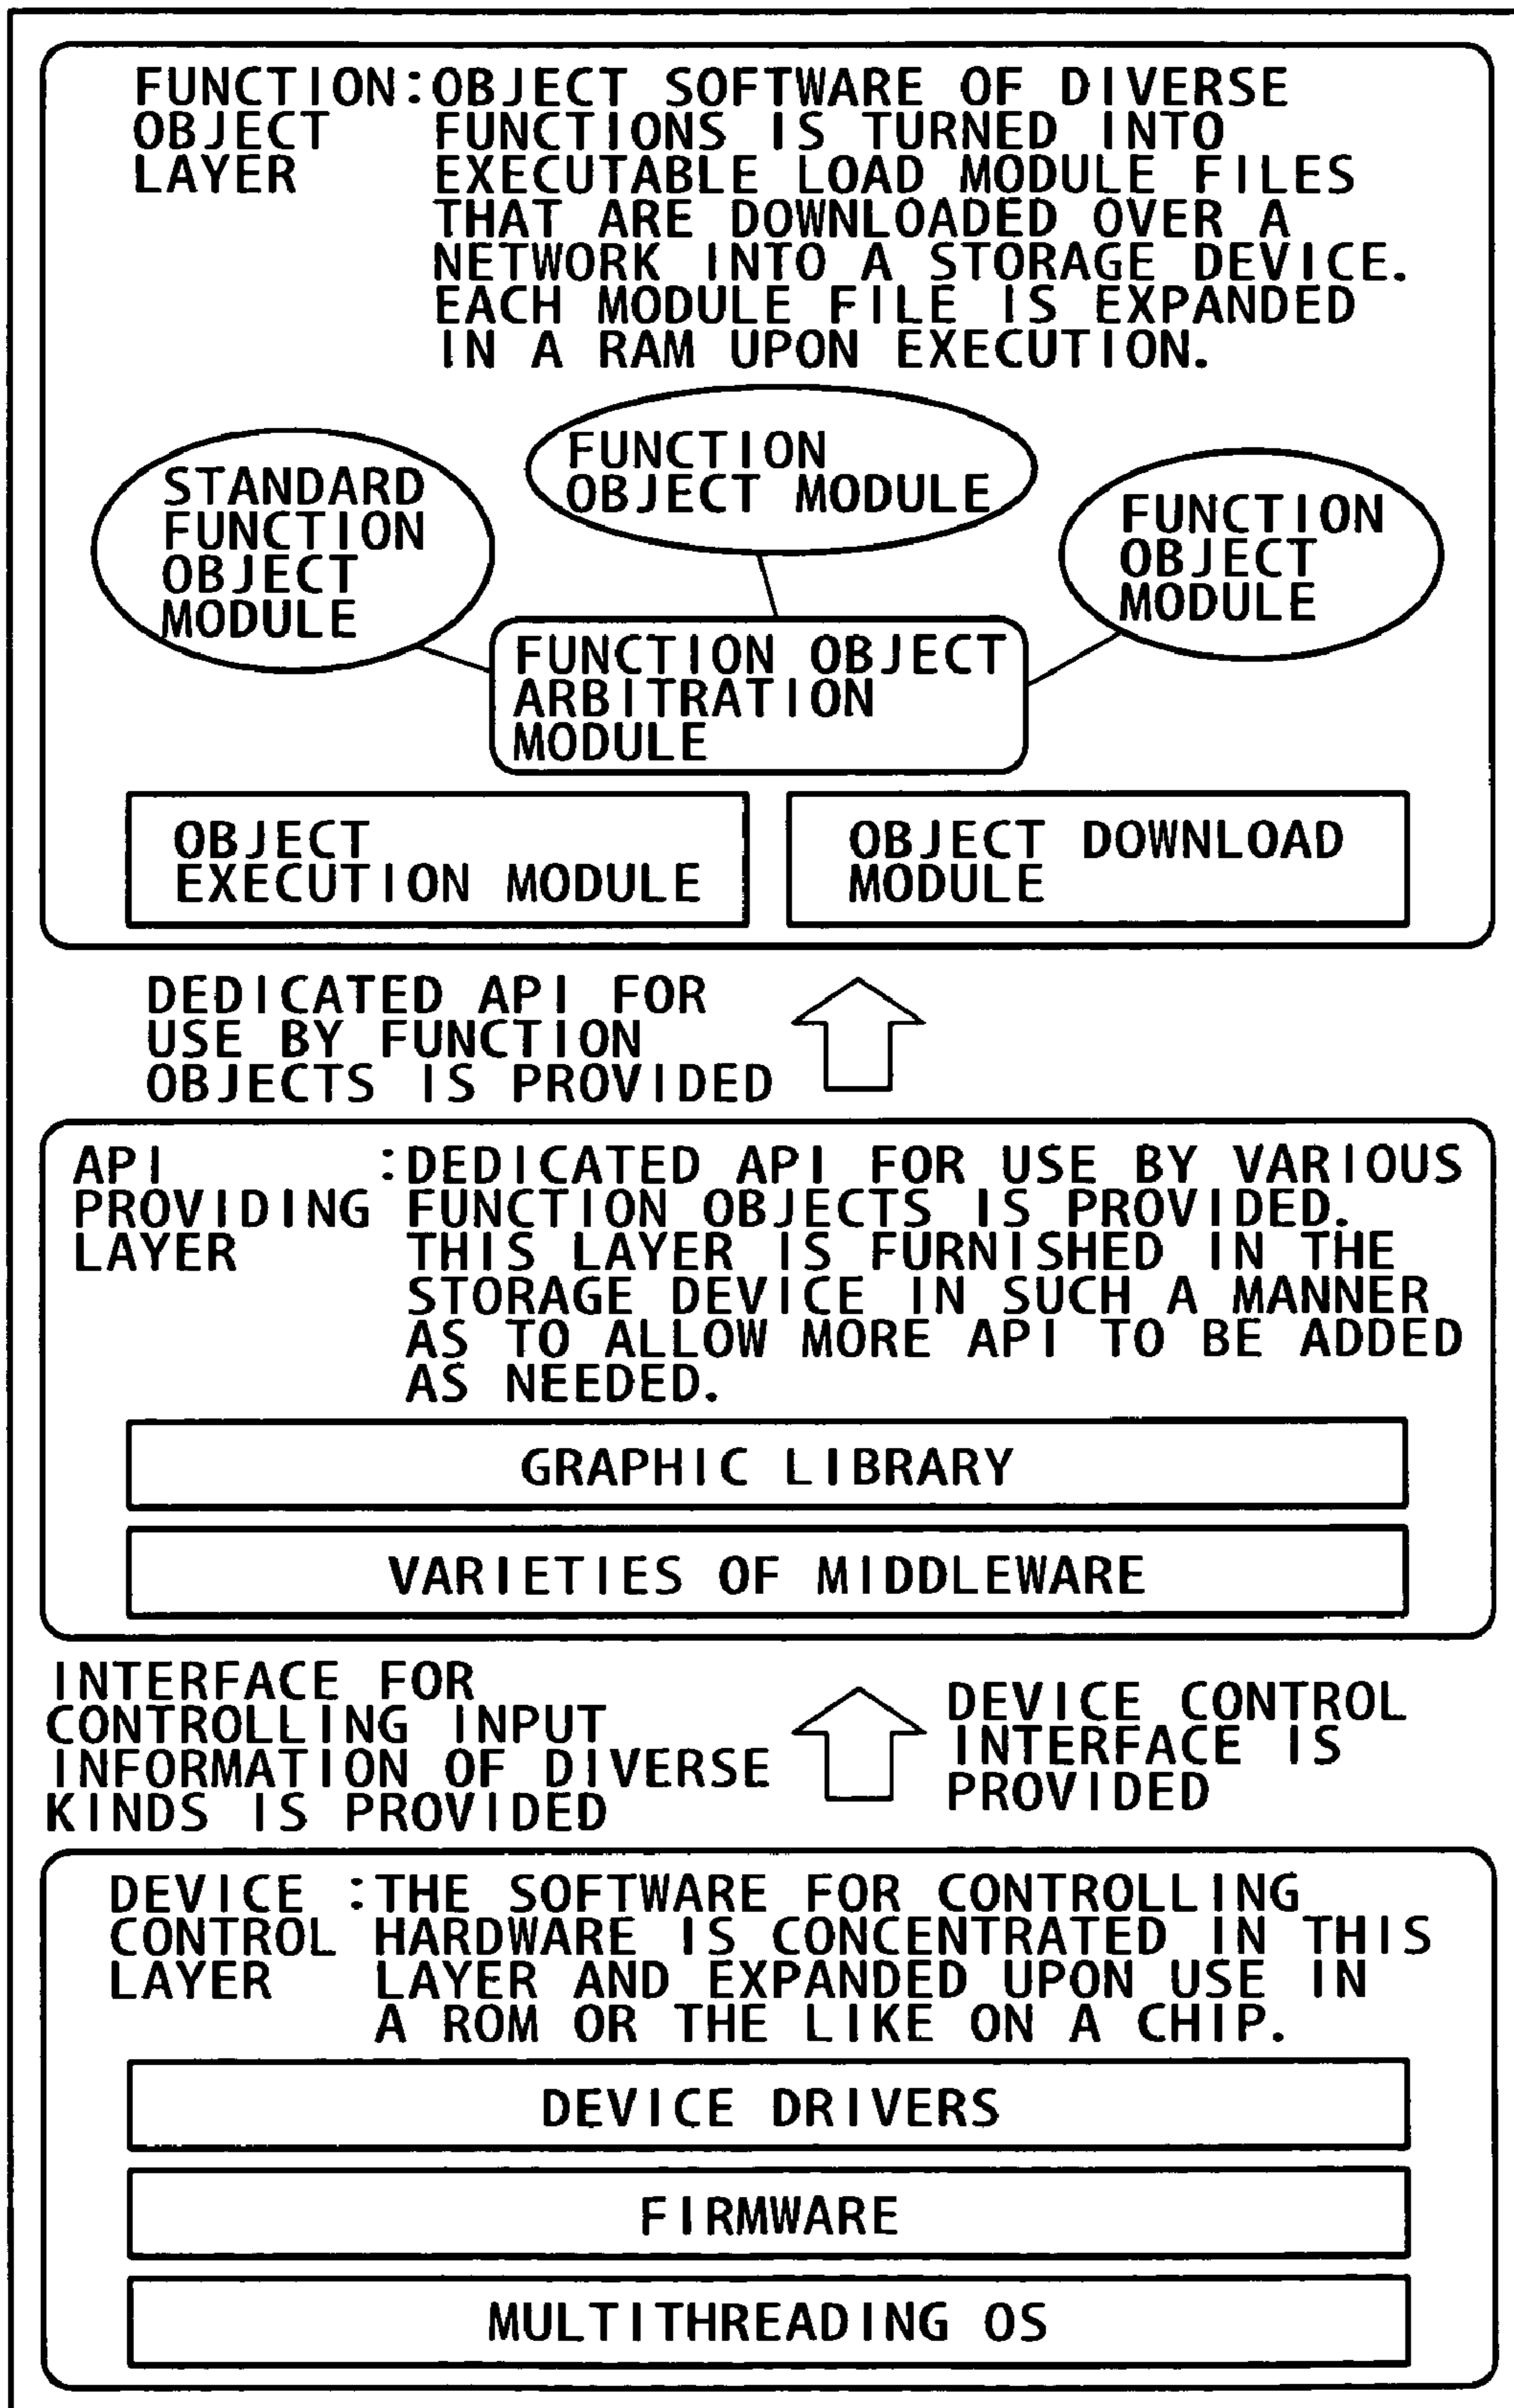 FUNCTION:OBJECT SOFTWARE OF DIVERSE
OBJECT FUNCTIONS IS TURNED INTO
LAYER EXECUTABLE LOAD MODULE FILES
THAT ARE DOWNLOADED OVER A
NETWORK INTO A STORAGE DEVICE.
EACH MODULE FILE IS EXPANDED
IN A RAM UPON EXECUTION.
STANDARD
FUNCTION
OBJECT
MODULE
FUNCTION
OBJECT MODULE
FUNCTION
OBJECT
MODULE
FUNCTION OBJECT
ARBITRATION
MODULE
OBJECT
EXECUTION MODULE
OBJECT DOWNLOAD
MODULE
DEDICATED API FOR
USE BY FUNCTION
OBJECTS IS PROVIDED
API :DEDICATED API FOR USE BY VARIOUS
PROVIDING FUNCTION OBJECTS IS PROVIDED.
LAYER THIS LAYER IS FURNISHED IN THE
STORAGE DEVICE IN SUCH A MANNER
AS TO ALLOW MORE API TO BE ADDED
AS NEEDED.
GRAPHIC LIBRARY
VARIETIES OF MIDDLEWARE
INTERFACE FOR
CONTROLLING INPUT
INFORMATION OF DIVERSE
KINDS IS PROVIDED
DEVICE CONTROL
INTERFACE IS
PROVIDED
DEVICE :THE SOFTWARE FOR CONTROLLING
CONTROL HARDWARE IS CONCENTRATED IN THIS
LAYER LAYER AND EXPANDED UPON USE IN
A ROM OR THE LIKE ON A CHIP.
DEVICE DRIVERS
FIRMWARE
MULTITHREADING OS